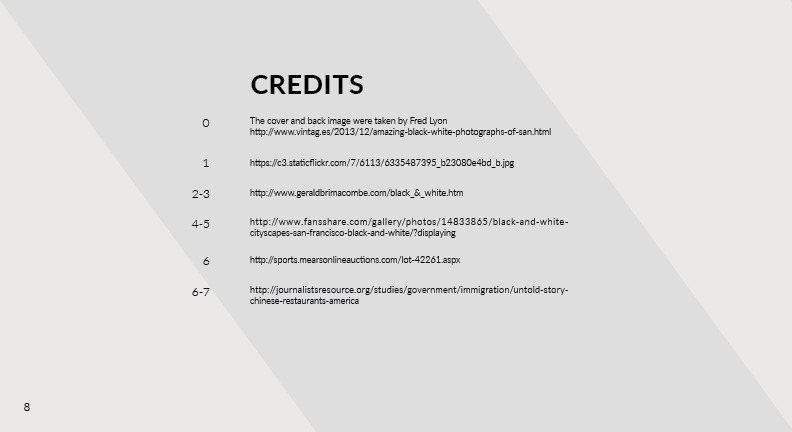 CREDITS
0 The cover and back image were taken by Fred Lyon
http://www.vintag.es/2013/12/amazing-black-white-photographs-of-san.html
1 https://c3.staticflickr.com/7/6113/6335487395_b23080e4bd_b.jpg
2-3 http://www.geraldbrimacombe.com/black_&_white.htm
4-5 http://www.fansshare.com/gallery/photos/14833865/black-and-white-
cityscapes-san-francisco-black-and-white/?displaying
6 http://sports.mearsonlineauctions.com/lot-42261.aspx
6-7 http://journalistsresource.org/studies/government/immigration/untold-story-
chinese-restaurants-america
8